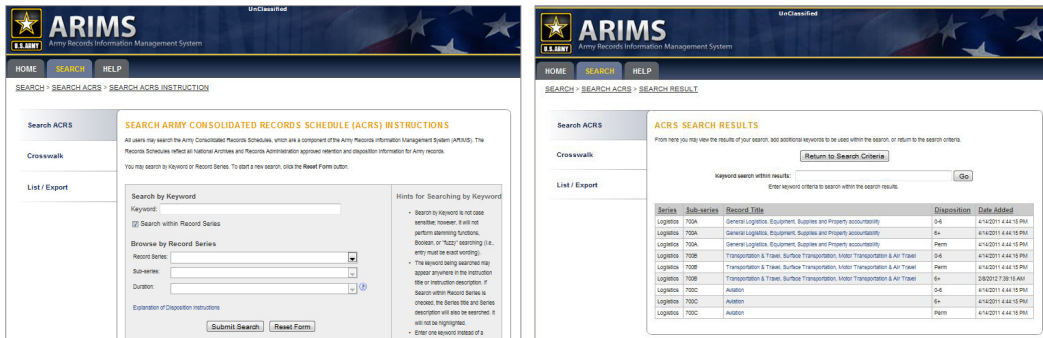 UnClassified
U.S.ARMY
ARIMS
Army Records Information Management System
HOME SEARCH HELP
SEARCH > SEARCH ACRS > SEARCH ACRS INSTRUCTION
Search ACRS
Crosswalk
List / Export
SEARCH ARMY CONSOLIDATED RECORDS SCHEDULE (ACRS) INSTRUCTIONS
All users may search the Army Consolidated Records Schedules, which are a component of the Army Records Information Management System (ARIMS). The
Records Schedules reflect all National Archives and Records Administration approved retention and disposition information for Army records.
You may search by Keyword or Record Series. To start a new search, click the Reset Form button.
Search by Keyword
Keyword:
Search within Record Series
Browse by Record Series
Record Series:
Sub-series:
Duration:
Explanation of Disposition Instructions
Submit Search Reset Form
Hints for Searching by Keyword
• Search by Keyword is not case
sensitive; however, it will not
perform stemming functions,
Boolean, or "fuzzy" searching (i.e.,
entry must be exact wording).
• The keyword being searched may
appear anywhere in the instruction
title or instruction description. If
Search within Record Series is
checked, the Series title and Series
description will also be searched. It
will not be highlighted.
• Enter one keyword instead of a
UnClassified
U.S.ARMY
ARIMS
Army Records Information Management System
HOME SEARCH HELP
SEARCH > SEARCH ACRS > SEARCH RESULT
Search ACRS
Crosswalk
List / Export
ACRS SEARCH RESULTS
From here you may view the results of your search, add additional keywords to be used within the search, or return to the search criteria.
Return to Search Criteria
Keyword search within results: Go
Enter keyword criteria to search within the search results
Series Sub-series Record Title Disposition Date Added
Logistics 700A General Logistics, Equipment, Supplies and Property accountability 0-6 4/14/2011 4:44:15 PM
Logistics 700A General Logistics, Equipment, Supplies and Property accountability 6+ 4/14/2011 4:44:15 PM
Logistics 700A General Logistics, Equipment, Supplies and Property accountability Perm 4/14/2011 4:44:15 PM
Logistics 700B Transportation & Travel, Surface Transportation, Motor Transportation & Air Travel 0-6 4/14/2011 4:44:15 PM
Logistics 700B Transportation & Travel, Surface Transportation, Motor Transportation & Air Travel Perm 4/14/2011 4:44:15 PM
Logistics 700B Transportation & Travel, Surface Transportation, Motor Transportation & Air Travel 6+ 2/8/2012 7:39:15 AM
Logistics 700C Aviation 0-6 4/14/2011 4:44:15 PM
Logistics 700C Aviation 6+ 4/14/2011 4:44:15 PM
Logistics 700C Aviation Perm 4/14/2011 4:44:15 PM